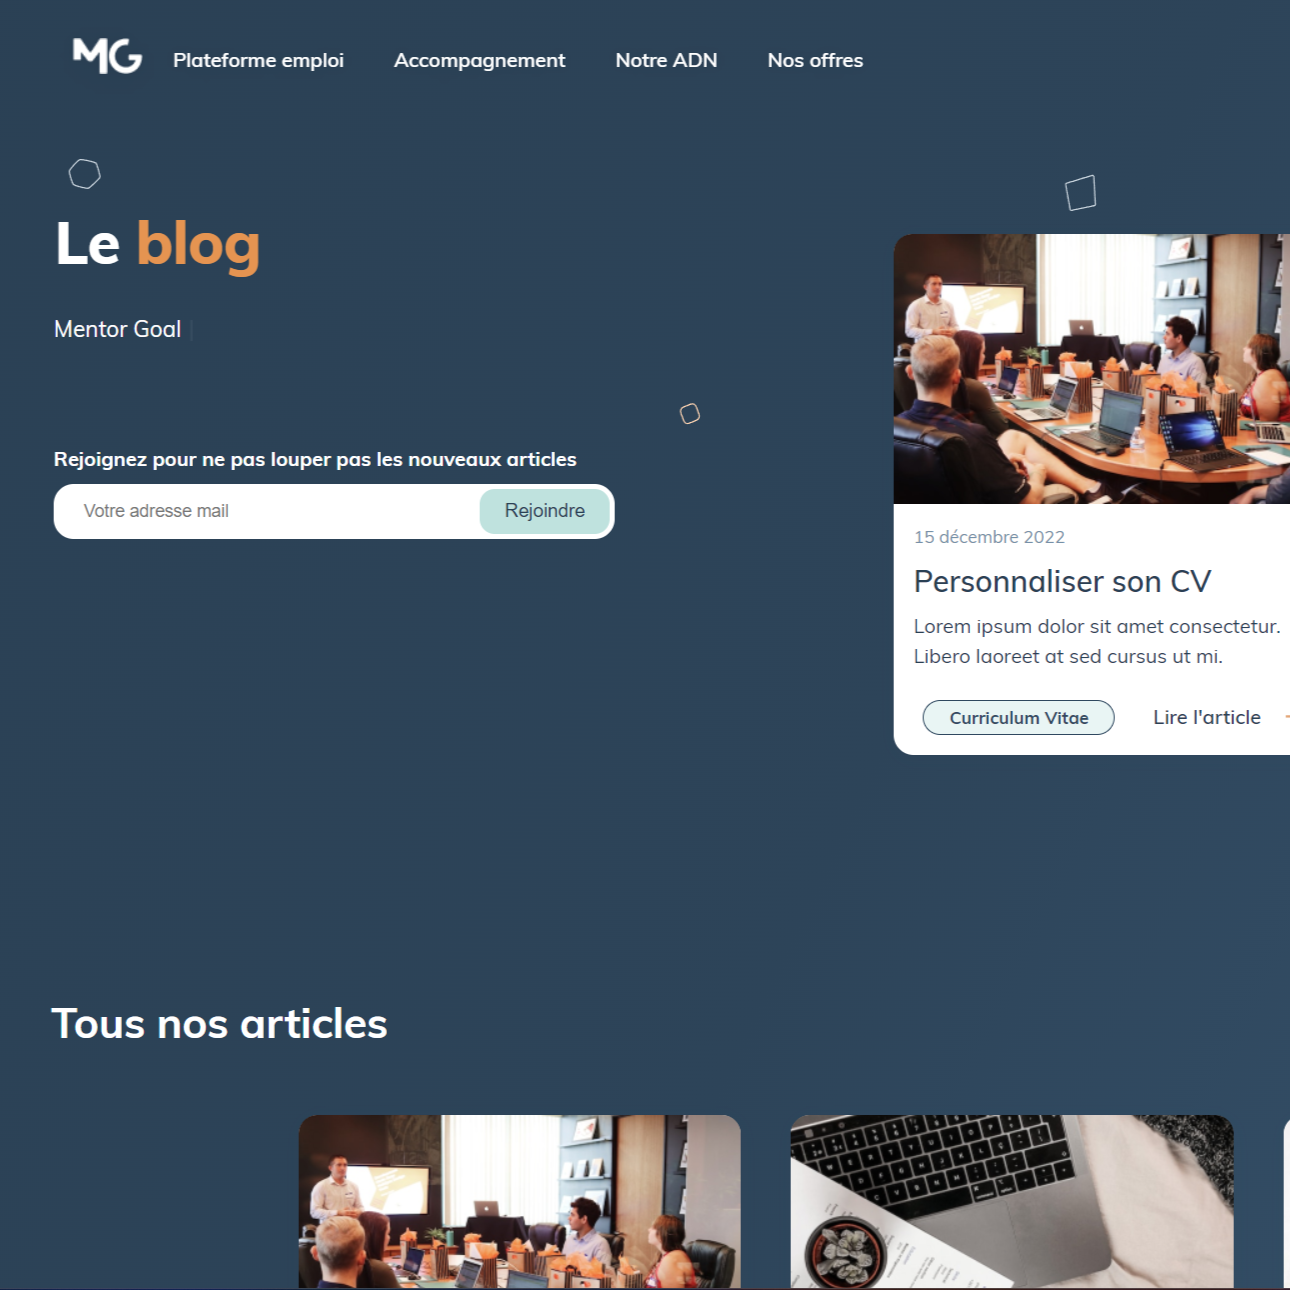 MG
Plateforme emploi
Accompagnement
Notre ADN
Nos offres
Le blog
Mentor Goal
Rejoignez pour ne pas louper pas les nouveaux articles
Votre adresse mail
Rejoindre
15 décembre 2022
Personnaliser son CV
Lorem ipsum dolor sit amet consectetur.
Libero laoreet at sed cursus ut mi.
Curriculum Vitae
Lire l'article
Tous nos articles